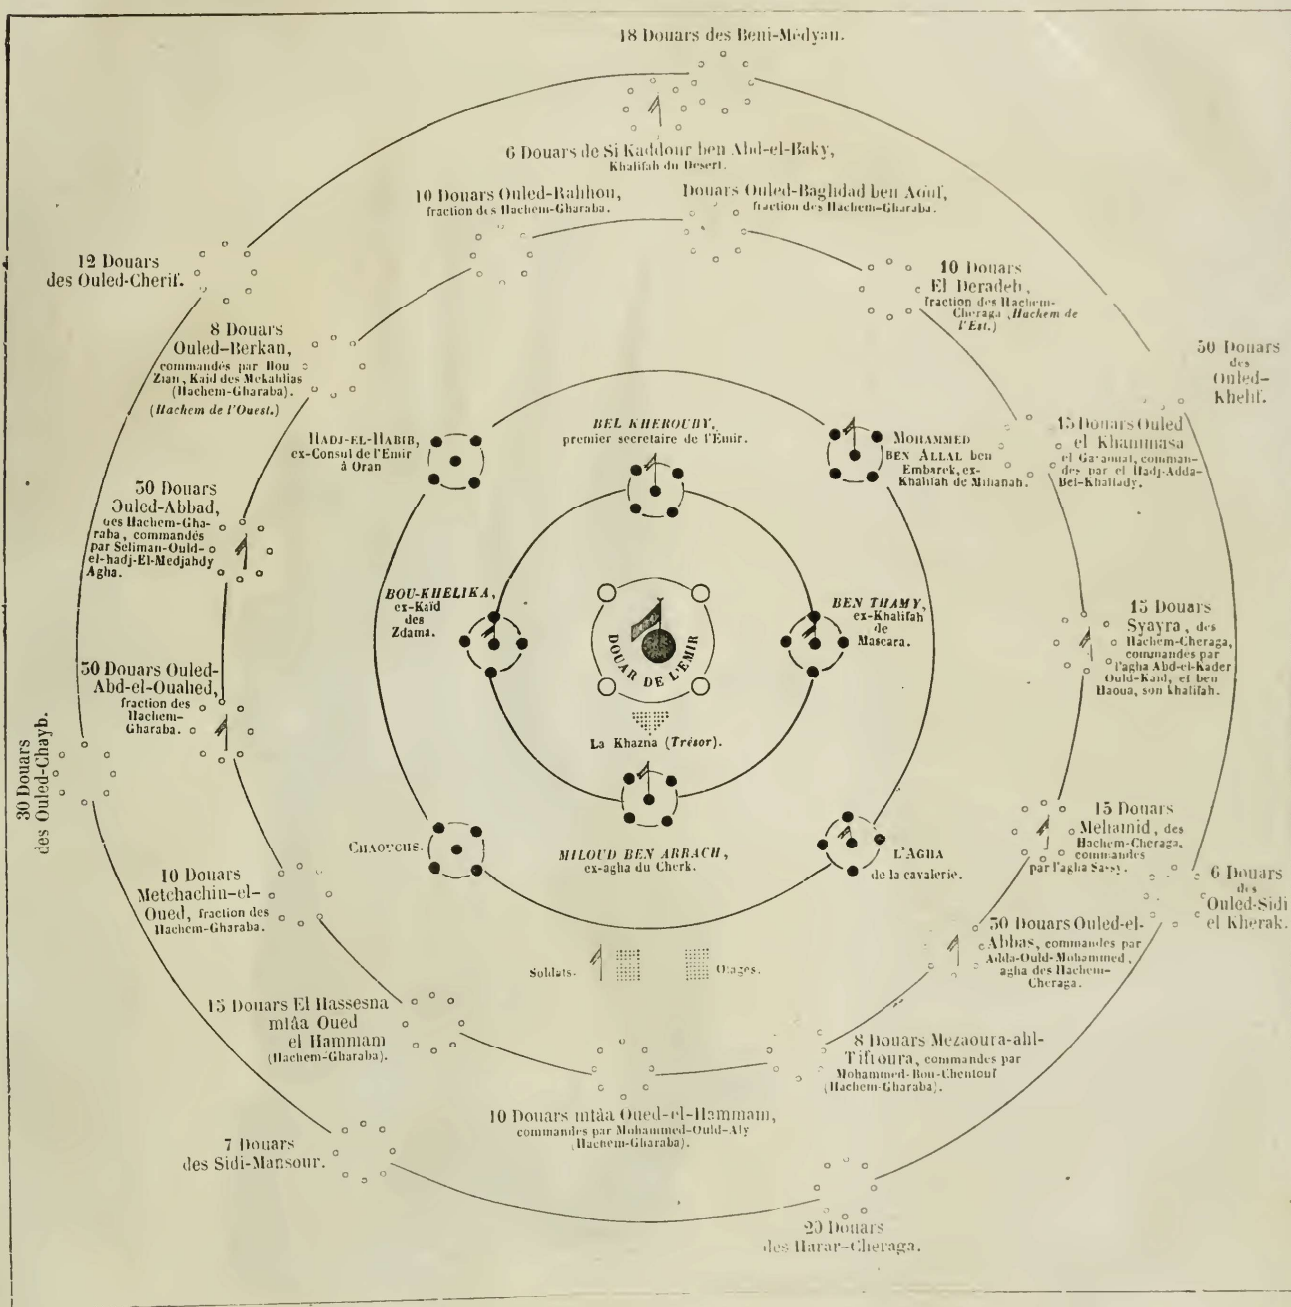 18 Douars des Beni-Médyan.
6 Douars de Si Kaddour ben Abd-el-Baky,
Khalifah du Desert.
10 Douars Ouled-Rahhou,
fraction des Hachem-Gharaba.
Douars Ouled-Baghdad ben Aouf,
fraction des Hachem-Gharaba.
12 Douars
des Ouled-Cherif.
10 Douars
El Deradeh,
fraction des Hachem-
Cheraga (Hachem de
l'Est.)
8 Douars
Ouled-Berkan,
commandés par Bou
Zian, Kaid des Mekahlias
(Hachem-Gharaba).
(Hachem de l'Ouest.)
50 Douars
des
Ouled-
Khelif.
HADJ-EL-HABIB,
ex-Consul de l'Emir
à Oran
BEL KHEROUBY,
premier secretaire de l'Emir.
MOHAMMED
BEN ALLAL ben
Embarek, ex-
Khalifah de Milianah.
15 Douars Ouled
el Khammasa
el Garaoual, comman-
dés par el Hadj-Adda-
Bel-Khallady.
30 Douars
Ouled-Abbad,
des Hachem-Gha-
raba, commandés
par Seliman-Ould-
el-hadj-El-Medjahdy
Agha.
BOU-KHELIKA,
ex-Kaïd
des
Zdama.
DOUAR DE L'EMIR
BEN THAMY,
ex-Khalifah
de
Mascara.
15 Douars
Syayra, des
Hachem-Cheraga,
commandés par
l'agha Abd-el-Kader
Ould-Kaid, et ben
Haoua, son khalifah.
30 Douars Ouled-
Abd-el-Ouahed,
fraction des
Hachem-
Gharaba.
La Khazna (Trésor).
30 Douars
des Ouled-Chayb.
CHAOUCHS.
MILOUD BEN ARRACH,
ex-agha du Cherk.
L'AGHA
de la cavalerie.
15 Douars
Mehamid, des
Hachem-Cheraga,
commandés
par l'agha Sassy.
10 Douars
Metchachin-el-
Oued, fraction des
Hachem-Gharaba.
6 Douars
des
Ouled-Sidi
el Kherak.
30 Douars Ouled-el-
Abbas, commandés par
Adda-Ould-Mohammed,
agha des Hachem-
Cheraga.
Soldats.
Otages.
15 Douars El Hassesna
mtâa Oued
el Hammam
(Hachem-Gharaba).
8 Douars Mezaoura-ahl-
Tiftoura, commandés par
Mohammed-Bou-Chentouf
(Hachem-Gharaba).
10 Douars mtâa Oued-el-Hammam,
commandés par Mohammed-Ould-Aly
(Hachem-Gharaba).
7 Douars
des Sidi-Mansour.
20 Douars
des Harar-Cheraga.